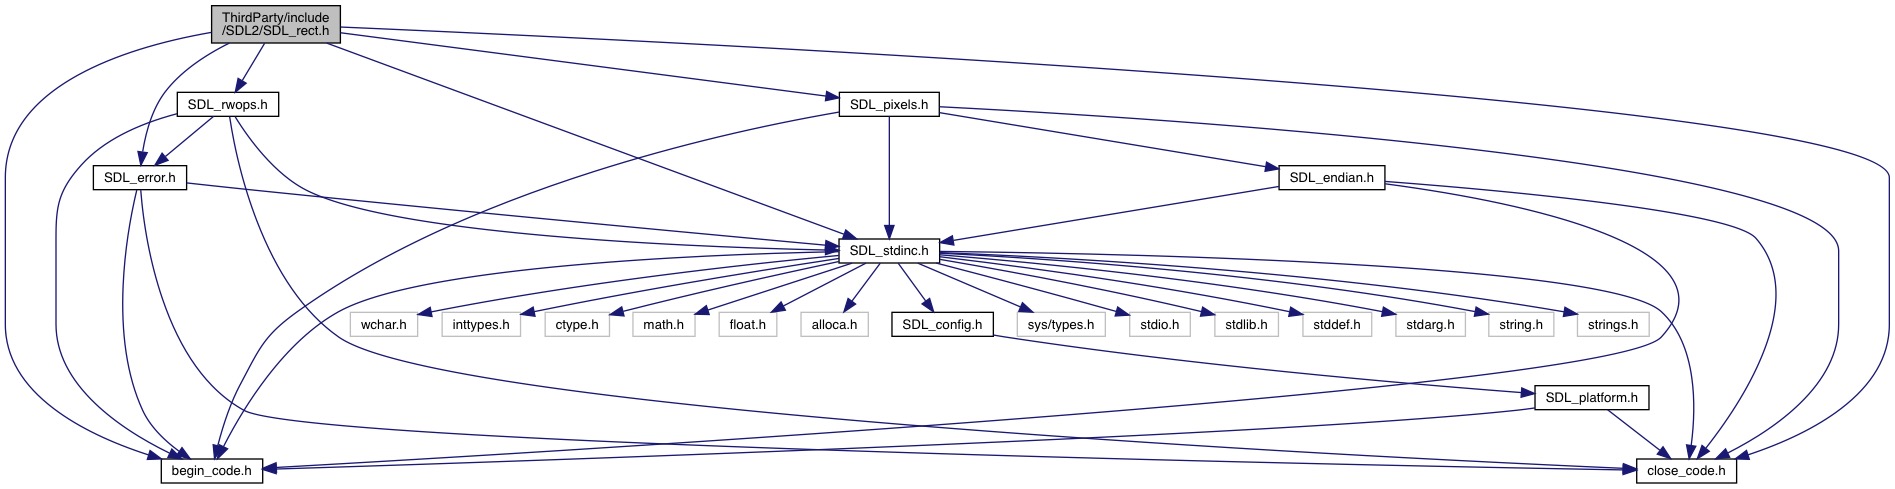 ThirdParty/include
/SDL2/SDL_rect.h
SDL_rwops.h
SDL_pixels.h
SDL_error.h
SDL_endian.h
SDL_stdinc.h
wchar.h
inttypes.h
ctype.h
math.h
float.h
alloca.h
SDL_config.h
sys/types.h
stdio.h
stdlib.h
stddef.h
stdarg.h
string.h
strings.h
SDL_platform.h
begin_code.h
close_code.h